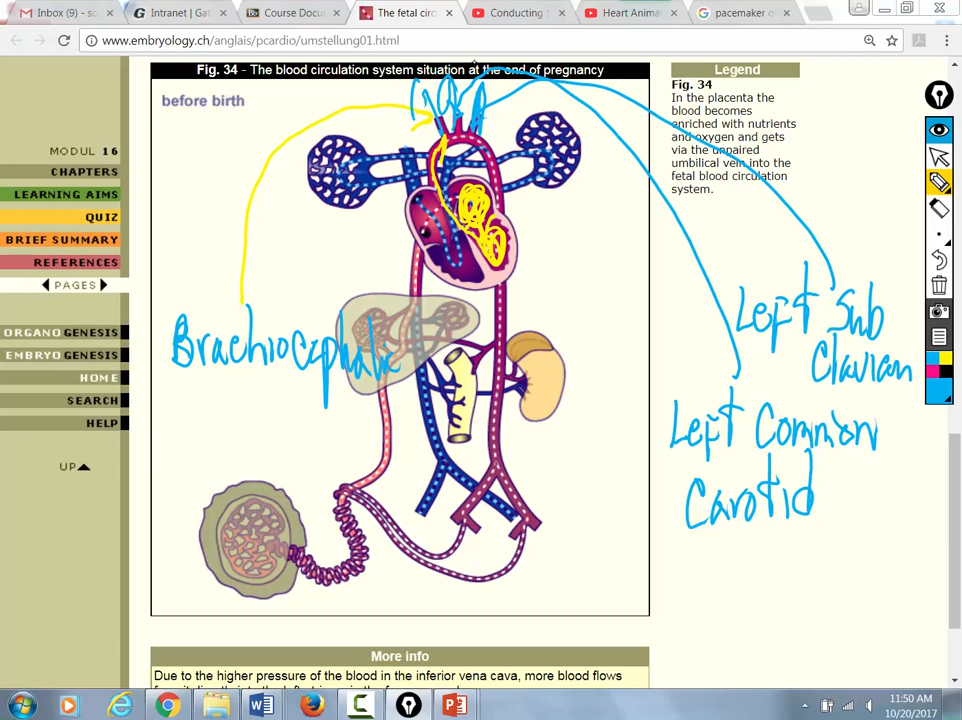 Inbox (9) - sc
Intranet | Gat
Course Docu
The fetal circ
Conducting S
Heart Animat
pacemaker o
www.embryology.ch/anglais/pcardio/umstellung01.html
Fig. 34 - The blood circulation system situation at the end of pregnancy
before birth
Legend
Fig. 34
In the placenta the
blood becomes
enriched with nutrients
and oxygen and gets
via the unpaired
umbilical vein into the
fetal blood circulation
system.
MODUL 16
CHAPTERS
LEARNING AIMS
QUIZ
BRIEF SUMMARY
REFERENCES
PAGES
ORGANO GENESIS
EMBRYO GENESIS
HOME
SEARCH
HELP
UP
Brachiocephalic
Left Sub
Clavian
Left Common
Carotid
More info
Due to the higher pressure of the blood in the inferior vena cava, more blood flows
11:50 AM
10/20/2017